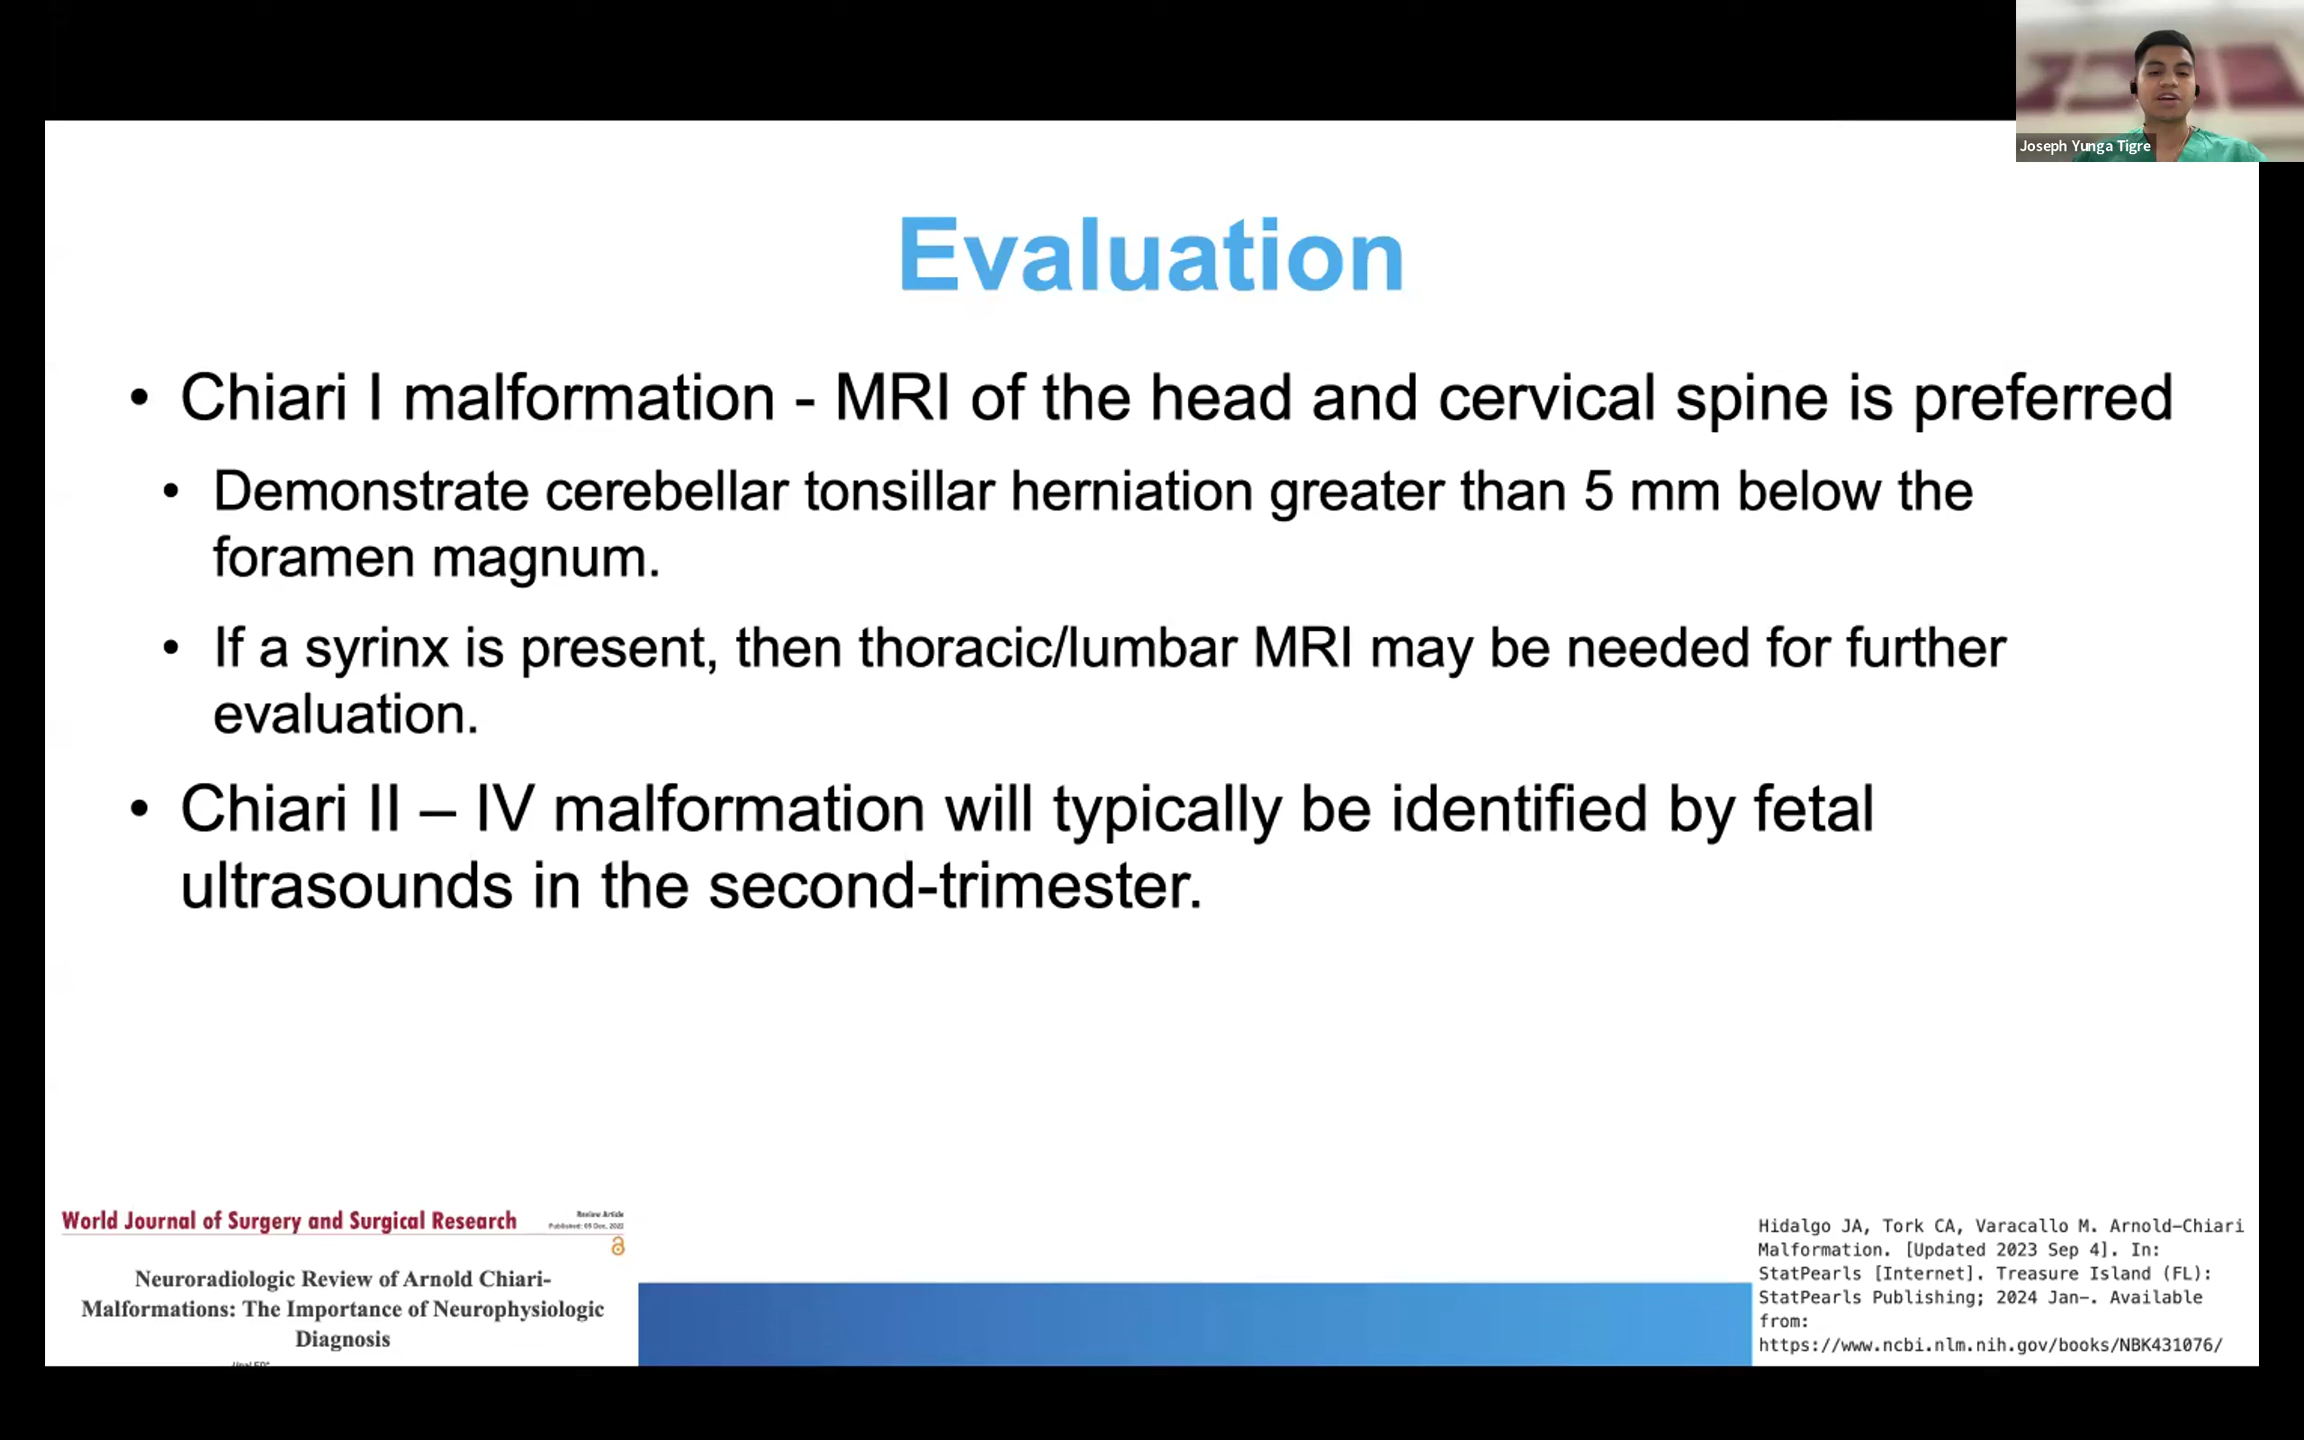 Joseph Yunga Tigre
Evaluation
• Chiari I malformation - MRI of the head and cervical spine is preferred
• Demonstrate cerebellar tonsillar herniation greater than 5 mm below the
foramen magnum.
• If a syrinx is present, then thoracic/lumbar MRI may be needed for further
evaluation.
• Chiari II – IV malformation will typically be identified by fetal
ultrasounds in the second-trimester.
World Journal of Surgery and Surgical Research
Review Article
Published: 05 Dec, 2022
Neuroradiologic Review of Arnold Chiari-
Malformations: The Importance of Neurophysiologic
Diagnosis
Hidalgo JA, Tork CA, Varacallo M. Arnold-Chiari
Malformation. [Updated 2023 Sep 4]. In:
StatPearls [Internet]. Treasure Island (FL):
StatPearls Publishing; 2024 Jan-. Available
from:
https://www.ncbi.nlm.nih.gov/books/NBK431076/